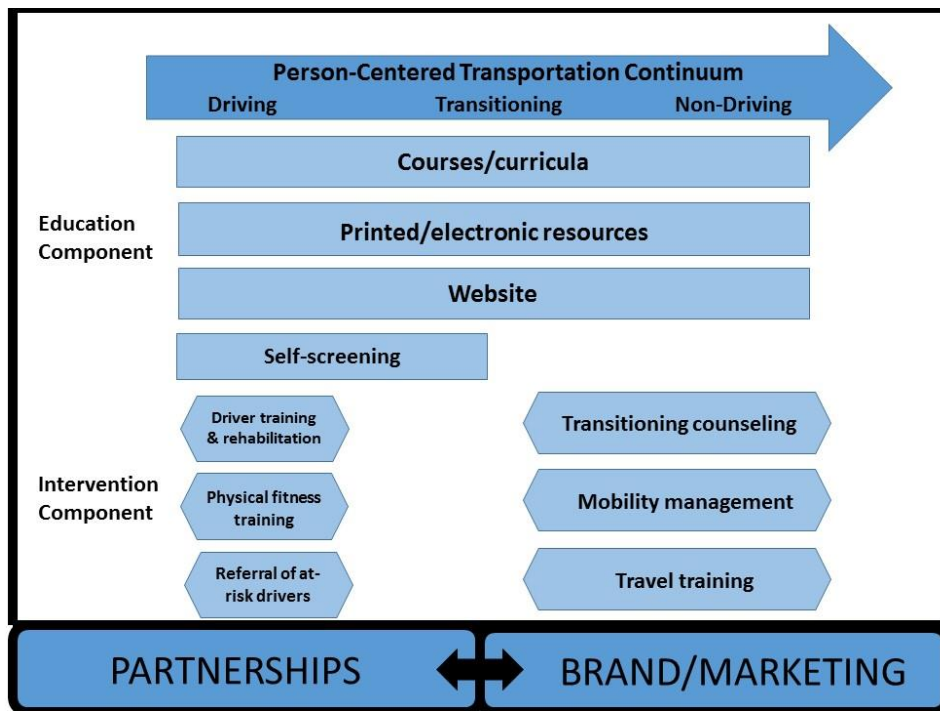 Person-Centered Transportation Continuum
Driving Transitioning Non-Driving
Courses/curricula
Education
Component
Printed/electronic resources
Website
Self-screening
Driver training
& rehabilitation
Transitioning counseling
Intervention
Component
Physical fitness
training
Mobility management
Referral of at-
risk drivers
Travel training
PARTNERSHIPS
BRAND/MARKETING